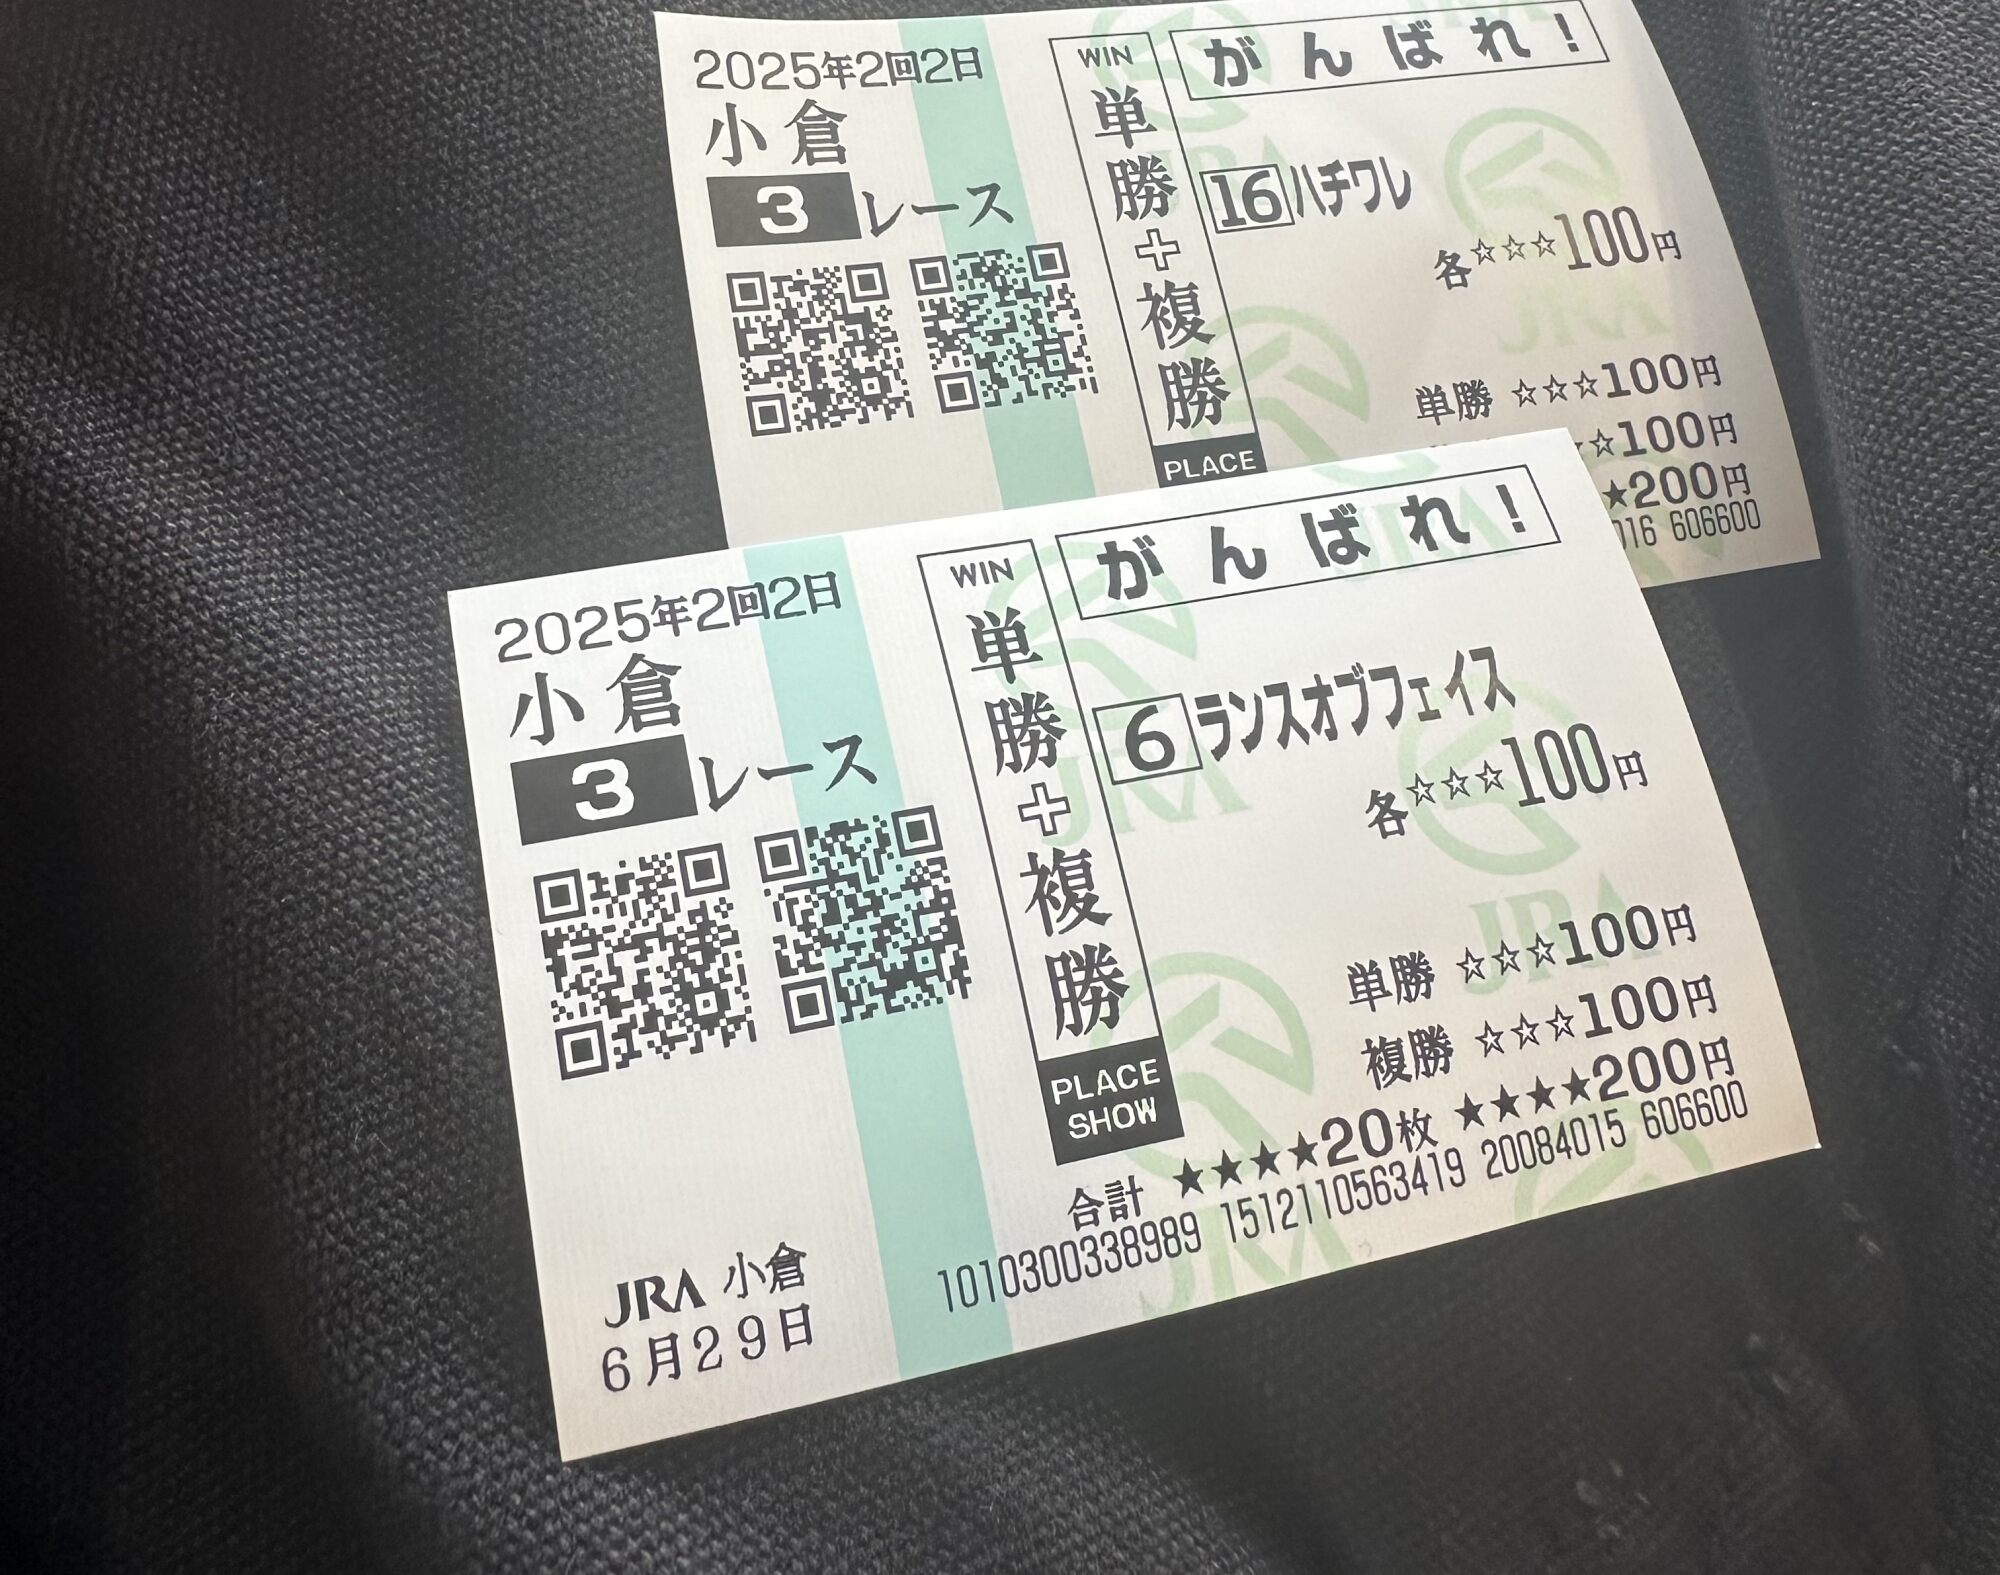 2025年2回2日
小倉
3レース
WIN
単勝+複勝
PLACE
がんばれ!
16 ハチワレ
各☆☆☆100円
単勝 ☆☆☆100円
☆100円
★200円
016 606600
2025年2回2日
小倉
3レース
WIN
単勝+複勝
PLACE
SHOW
がんばれ!
6 ランスオブフェイス
各☆☆☆100円
単勝 ☆☆☆100円
複勝 ☆☆☆100円
合計 ★★★★20枚 ★★★★200円
1010300338989 1512110563419 20084015 606600
JRA 小倉
6月29日